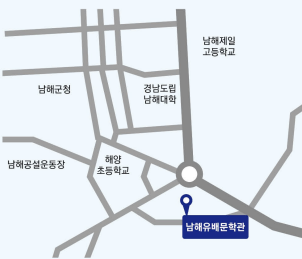 남해제일
고등학교
남해군청
경남도립
남해대학
남해공설운동장
해양
초등학교
남해유배문학관